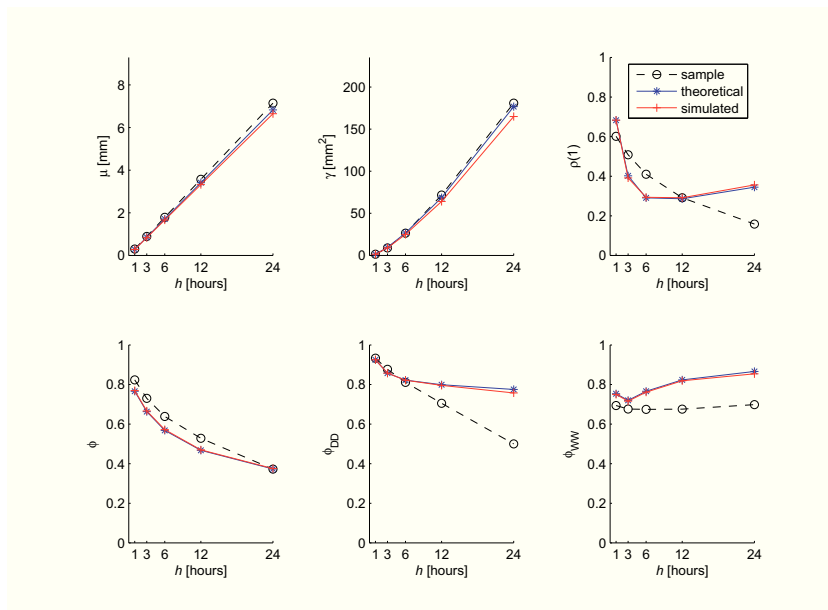 8
6
4
2
0
μ [mm]
1 3 6 12 24
h [hours]
200
150
100
50
0
γ [mm²]
1 3 6 12 24
h [hours]
1
0.8
0.6
0.4
0.2
0
ρ(1)
sample
theoretical
simulated
1 3 6 12 24
h [hours]
1
0.8
0.6
0.4
0.2
0
ϕ
1 3 6 12 24
h [hours]
1
0.8
0.6
0.4
0.2
0
ϕDD
1 3 6 12 24
h [hours]
1
0.8
0.6
0.4
0.2
0
ϕWW
1 3 6 12 24
h [hours]